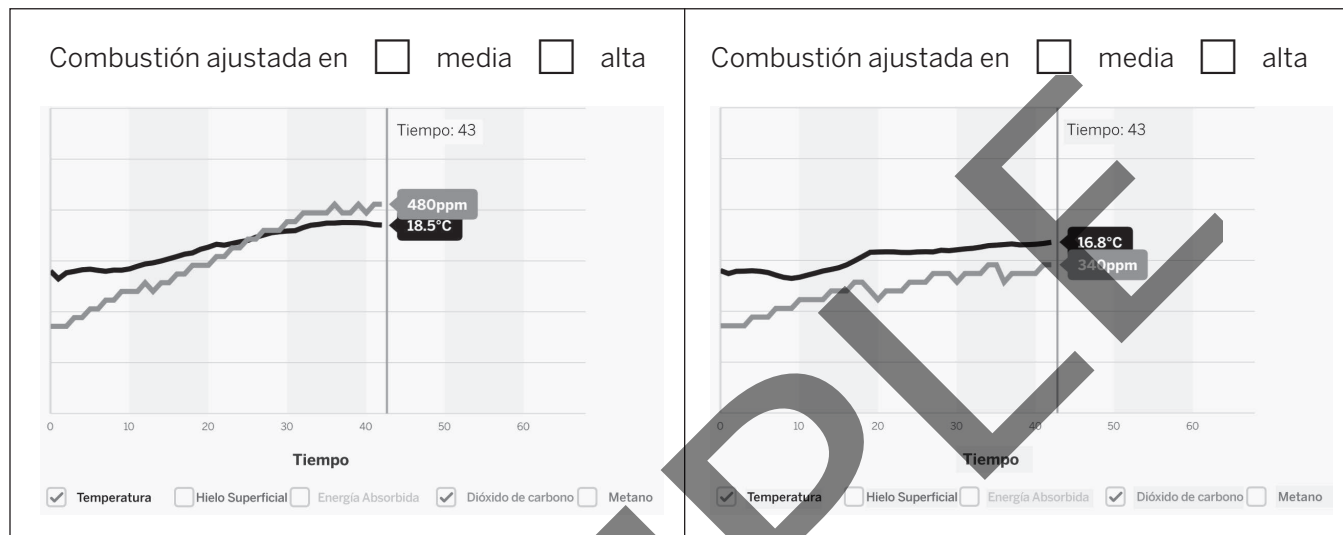 Combustión ajustada en ☐ media ☐ alta
Tiempo: 43
480ppm
18.5°C
0 10 20 30 40 50 60
Tiempo
Temperatura Hielo Superficial Energía Absorbida Dióxido de carbono Metano
Combustión ajustada en ☐ media ☐ alta
Tiempo: 43
16.8°C
340ppm
0 10 20 30 40 50 60
Tiempo
Temperatura Hielo Superficial Energía Absorbida Dióxido de carbono Metano